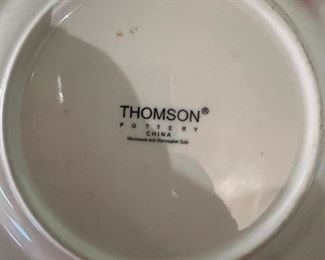 THOMSON®
POTTERY
CHINA
Microwave and Dishwasher Safe